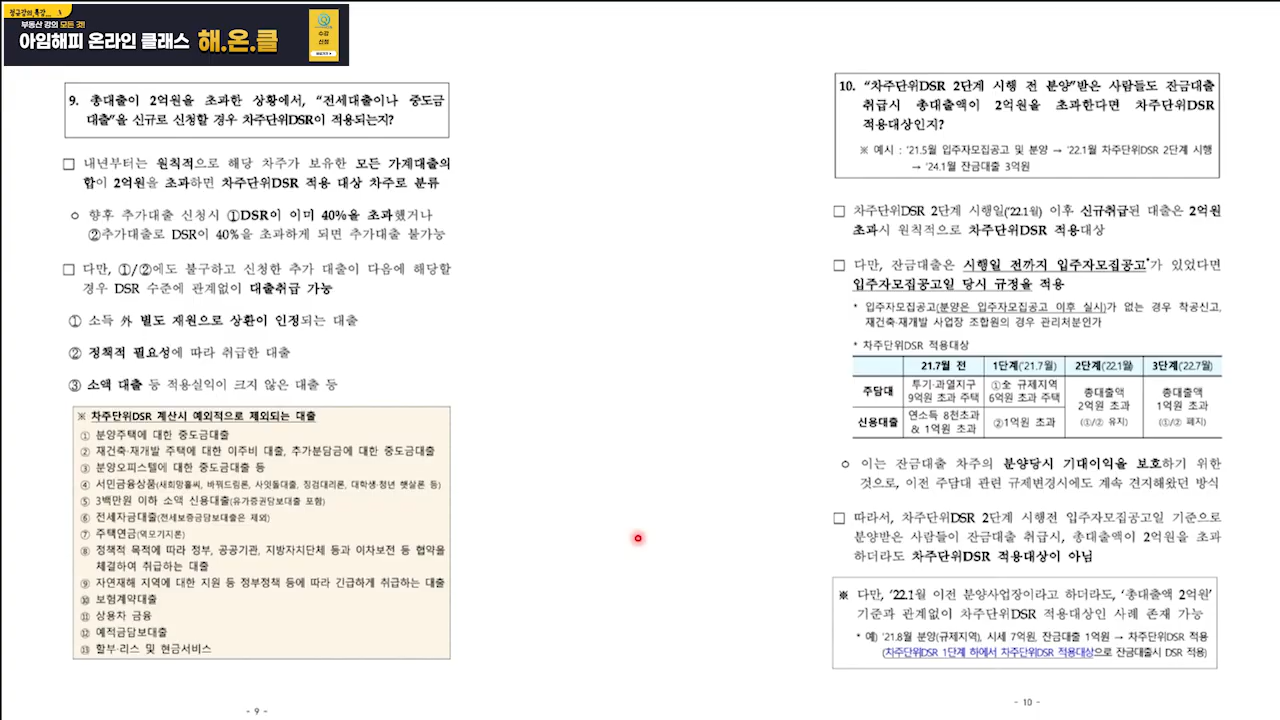 정규강의,특강...
부동산 강의 모든 것!
아임해피 온라인 클래스 해.온.클
수강
신청
9. 총대출이 2억원을 초과한 상황에서, “전세대출이나 중도금
대출”을 신규로 신청할 경우 차주단위DSR이 적용되는지?
□ 내년부터는 원칙적으로 해당 차주가 보유한 모든 가계대출의
합이 2억원을 초과하면 차주단위DSR 적용 대상 차주로 분류
ㅇ 향후 추가대출 신청시 ①DSR이 이미 40%을 초과했거나
②추가대출로 DSR이 40%을 초과하게 되면 추가대출 불가능
□ 다만, ①/②에도 불구하고 신청한 추가 대출이 다음에 해당할
경우 DSR 수준에 관계없이 대출취급 가능
① 소득 外 별도 재원으로 상환이 인정되는 대출
② 정책적 필요성에 따라 취급한 대출
③ 소액 대출 등 적용실익이 크지 않은 대출 등
※ 차주단위DSR 계산시 예외적으로 제외되는 대출
① 분양주택에 대한 중도금대출
② 재건축·재개발 주택에 대한 이주비 대출, 추가분담금에 대한 중도금대출
③ 분양오피스텔에 대한 중도금대출 등
④ 서민금융상품(새희망홀씨, 바꿔드림론, 사잇돌대출, 징검다리론, 대학생·청년 햇살론 등)
⑤ 3백만원 이하 소액 신용대출(유가증권담보대출 포함)
⑥ 전세자금대출(전세보증금담보대출은 제외)
⑦ 주택연금(역모기지론)
⑧ 정책적 목적에 따라 정부, 공공기관, 지방자치단체 등과 이차보전 등 협약을
체결하여 취급하는 대출
⑨ 자연재해 지역에 대한 지원 등 정부정책 등에 따라 긴급하게 취급하는 대출
⑩ 보험계약대출
⑪ 상용차 금융
⑫ 예적금담보대출
⑬ 할부·리스 및 현금서비스
- 9 -
10. “차주단위DSR 2단계 시행 전 분양”받은 사람들도 잔금대출
취급시 총대출액이 2억원을 초과한다면 차주단위DSR
적용대상인지?
※ 예시 : ’21.5월 입주자모집공고 및 분양 → ’22.1월 차주단위DSR 2단계 시행
→ ’24.1월 잔금대출 3억원
□ 차주단위DSR 2단계 시행일(’22.1월) 이후 신규취급된 대출은 2억원
초과시 원칙적으로 차주단위DSR 적용대상
□ 다만, 잔금대출은 시행일 전까지 입주자모집공고*가 있었다면
입주자모집공고일 당시 규정을 적용
* 입주자모집공고(분양은 입주자모집공고 이후 실시)가 없는 경우 착공신고,
재건축·재개발 사업장 조합원의 경우 관리처분인가
* 차주단위DSR 적용대상
21.7월 전 1단계(’21.7월) 2단계(’22.1월) 3단계(’22.7월)
주담대 투기·과열지구 9억원 초과 주택 ①全 규제지역 6억원 초과 주택 총대출액 2억원 초과 (①/② 유지) 총대출액 1억원 초과 (①/② 폐지)
신용대출 연소득 8천초과 & 1억원 초과 ②1억원 초과
ㅇ 이는 잔금대출 차주의 분양당시 기대이익을 보호하기 위한
것으로, 이전 주담대 관련 규제변경시에도 계속 견지해왔던 방식
□ 따라서, 차주단위DSR 2단계 시행전 입주자모집공고일 기준으로
분양받은 사람들이 잔금대출 취급시, 총대출액이 2억원을 초과
하더라도 차주단위DSR 적용대상이 아님
※ 다만, ’22.1월 이전 분양사업장이라고 하더라도, ‘총대출액 2억원’
기준과 관계없이 차주단위DSR 적용대상인 사례 존재 가능
* 예) ’21.8월 분양(규제지역), 시세 7억원, 잔금대출 1억원 → 차주단위DSR 적용
(차주단위DSR 1단계 하에서 차주단위DSR 적용대상으로 잔금대출시 DSR 적용)
- 10 -